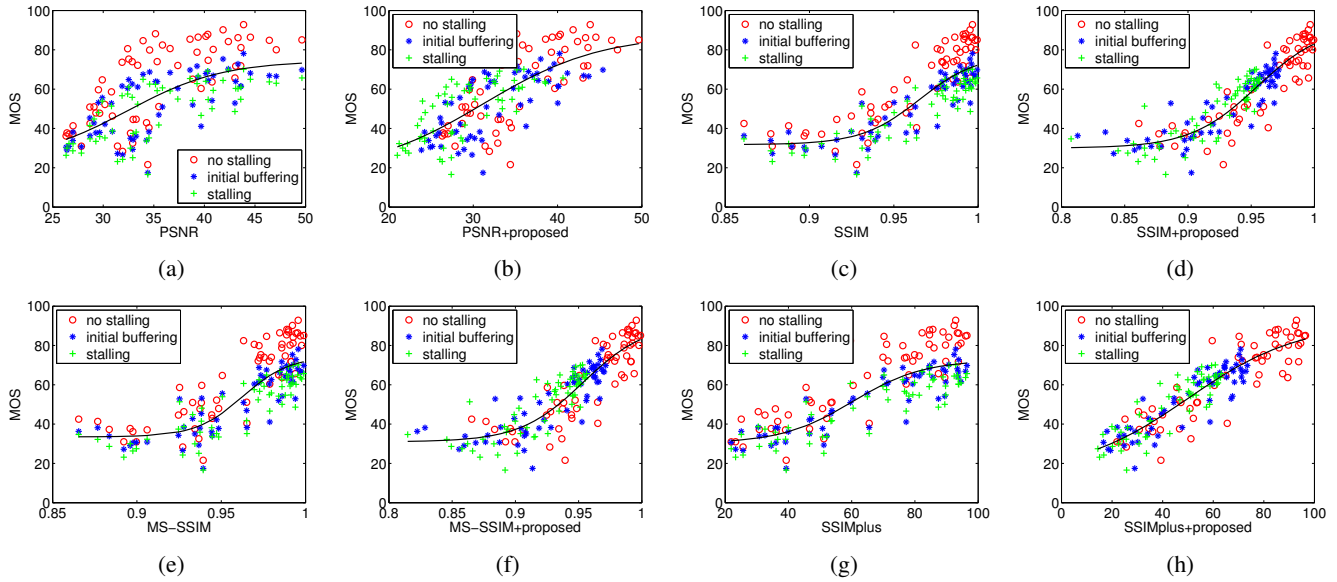 100
80
60
40
20
0
MOS
no stalling
initial buffering
stalling
25 30 35 40 45 50
PSNR
(a)
100
80
60
40
20
0
MOS
no stalling
initial buffering
stalling
20 30 40 50
PSNR+proposed
(b)
100
80
60
40
20
0
MOS
no stalling
initial buffering
stalling
0.85 0.9 0.95 1
SSIM
(c)
100
80
60
40
20
0
MOS
no stalling
initial buffering
stalling
0.8 0.85 0.9 0.95 1
SSIM+proposed
(d)
100
80
60
40
20
0
MOS
no stalling
initial buffering
stalling
0.85 0.9 0.95 1
MS−SSIM
(e)
100
80
60
40
20
0
MOS
no stalling
initial buffering
stalling
0.8 0.85 0.9 0.95 1
MS−SSIM+proposed
(f)
100
80
60
40
20
0
MOS
no stalling
initial buffering
stalling
20 40 60 80 100
SSIMplus
(g)
100
80
60
40
20
0
MOS
no stalling
initial buffering
stalling
0 20 40 60 80 100
SSIMplus+proposed
(h)